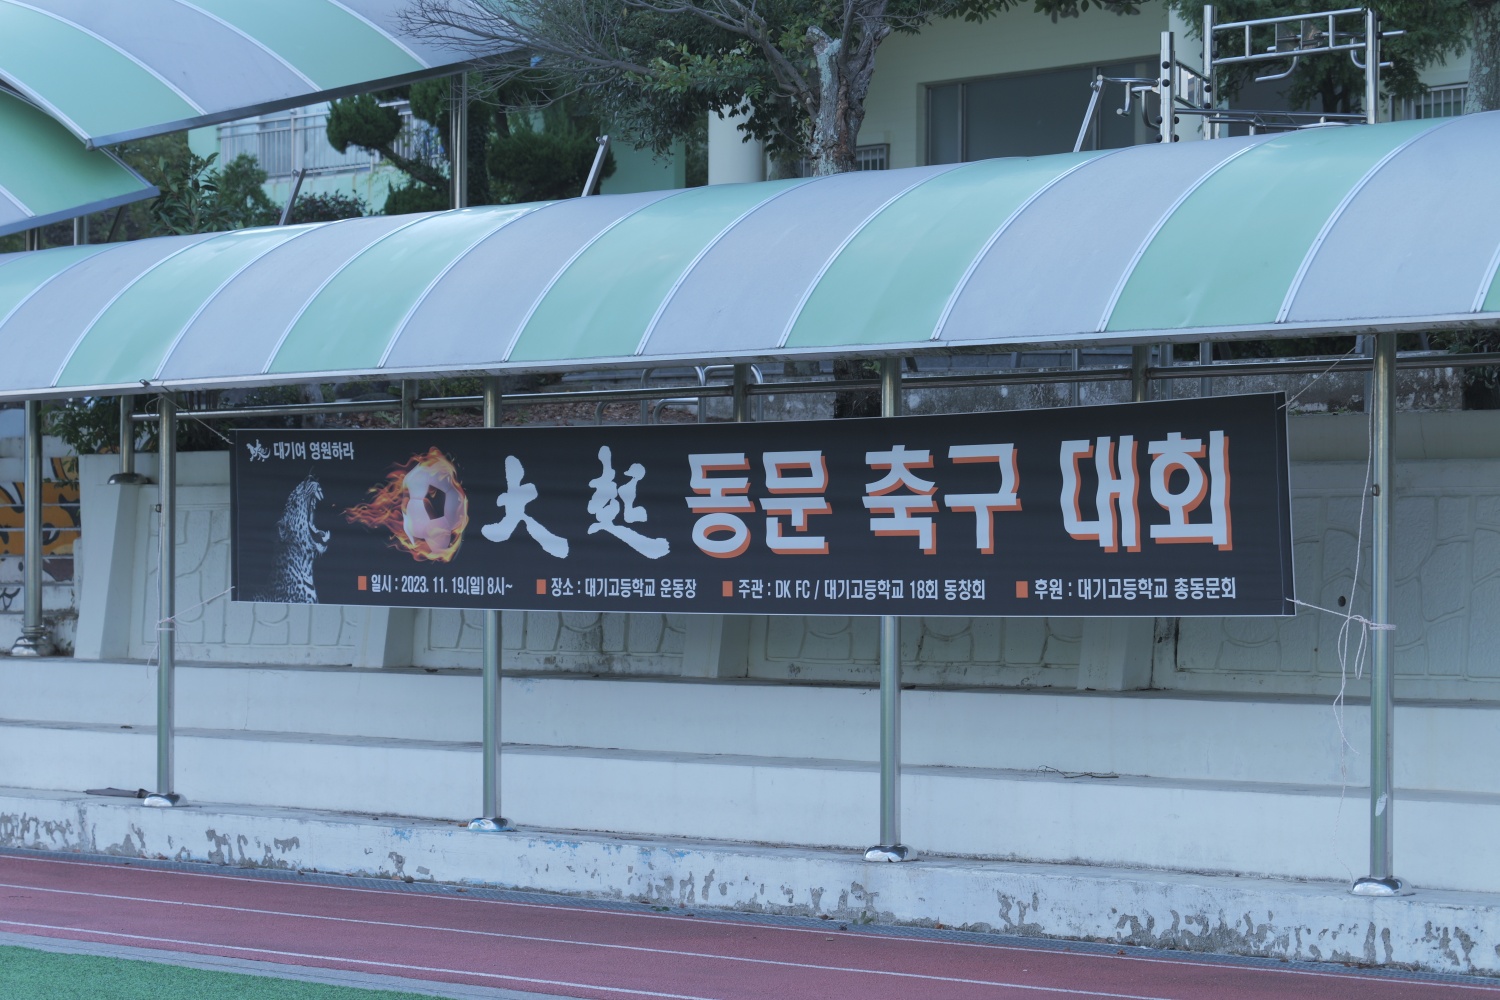 대기여 영원하라
大起 동문 축구 대회
■ 일시 : 2023. 11. 19.(일) 8시~ ■ 장소 : 대기고등학교 운동장 ■ 주관 : DK FC / 대기고등학교 18회 동창회 ■ 후원 : 대기고등학교 총동문회